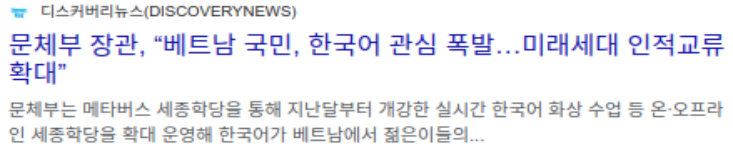 디스커버리뉴스(DISCOVERYNEWS)
문체부 장관, “베트남 국민, 한국어 관심 폭발…미래세대 인적교류
확대”
문체부는 메타버스 세종학당을 통해 지난달부터 개강한 실시간 한국어 화상 수업 등 온·오프라
인 세종학당을 확대 운영해 한국어가 베트남에서 젊은이들의...